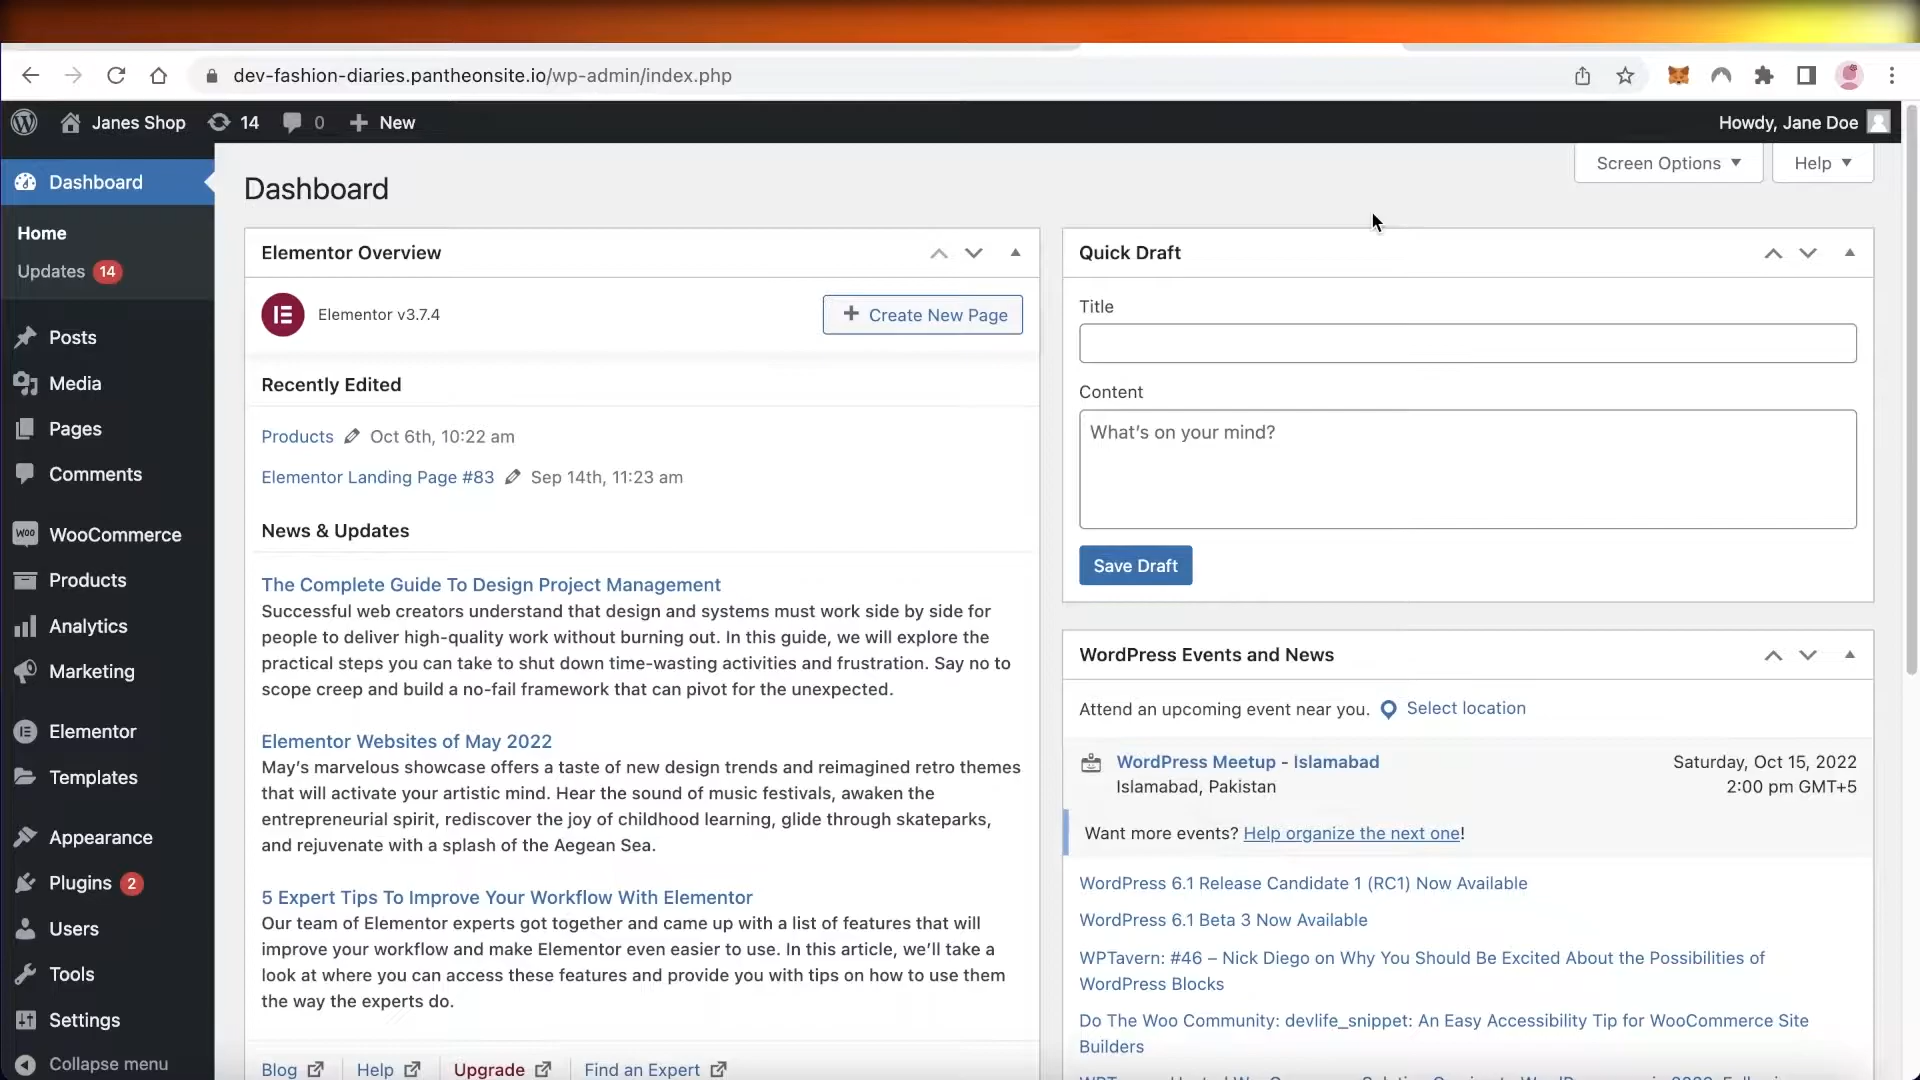 dev-fashion-diaries.pantheonsite.io/wp-admin/index.php
Janes Shop
14
0
New
Howdy, Jane Doe
Screen Options
Help
Dashboard
Home
Updates 14
Posts
Media
Pages
Comments
WOO
WooCommerce
Products
Analytics
Marketing
Elementor
Templates
Appearance
Plugins 2
Users
Tools
Settings
Collapse menu
Dashboard
Elementor Overview
Elementor v3.7.4
Create New Page
Recently Edited
Products Oct 6th, 10:22 am
Elementor Landing Page #83 Sep 14th, 11:23 am
News & Updates
The Complete Guide To Design Project Management
Successful web creators understand that design and systems must work side by side for
people to deliver high-quality work without burning out. In this guide, we will explore the
practical steps you can take to shut down time-wasting activities and frustration. Say no to
scope creep and build a no-fail framework that can pivot for the unexpected.
Elementor Websites of May 2022
May's marvelous showcase offers a taste of new design trends and reimagined retro themes
that will activate your artistic mind. Hear the sound of music festivals, awaken the
entrepreneurial spirit, rediscover the joy of childhood learning, glide through skateparks,
and rejuvenate with a splash of the Aegean Sea.
5 Expert Tips To Improve Your Workflow With Elementor
Our team of Elementor experts got together and came up with a list of features that will
improve your workflow and make Elementor even easier to use. In this article, we'll take a
look at where you can access these features and provide you with tips on how to use them
the way the experts do.
Blog
Help
Upgrade
Find an Expert
Quick Draft
Title
Content
What's on your mind?
Save Draft
WordPress Events and News
Attend an upcoming event near you. Select location
WordPress Meetup - Islamabad
Islamabad, Pakistan
Saturday, Oct 15, 2022
2:00 pm GMT+5
Want more events? Help organize the next one!
WordPress 6.1 Release Candidate 1 (RC1) Now Available
WordPress 6.1 Beta 3 Now Available
WPTavern: #46 – Nick Diego on Why You Should Be Excited About the Possibilities of
WordPress Blocks
Do The Woo Community: devlife_snippet: An Easy Accessibility Tip for WooCommerce Site
Builders